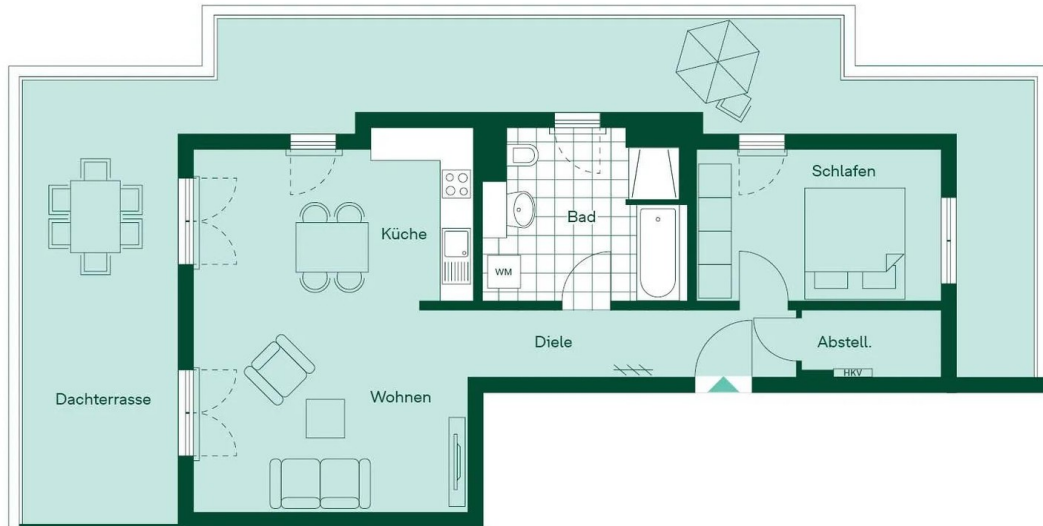 Schlafen
Küche
Bad
WM
Diele
Abstell.
HKV
Dachterrasse
Wohnen